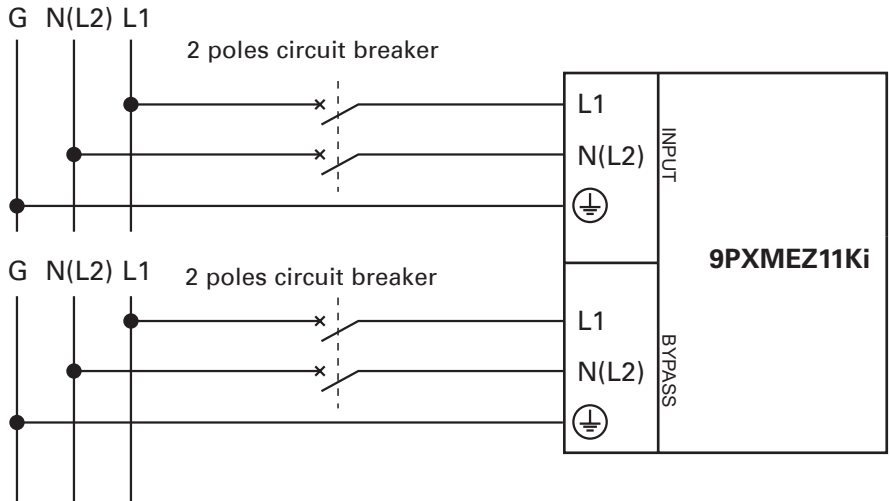 G N(L2) L1
2 poles circuit breaker
L1
N(L2)
INPUT
9PXMEZ11Ki
G N(L2) L1
2 poles circuit breaker
L1
N(L2)
BYPASS